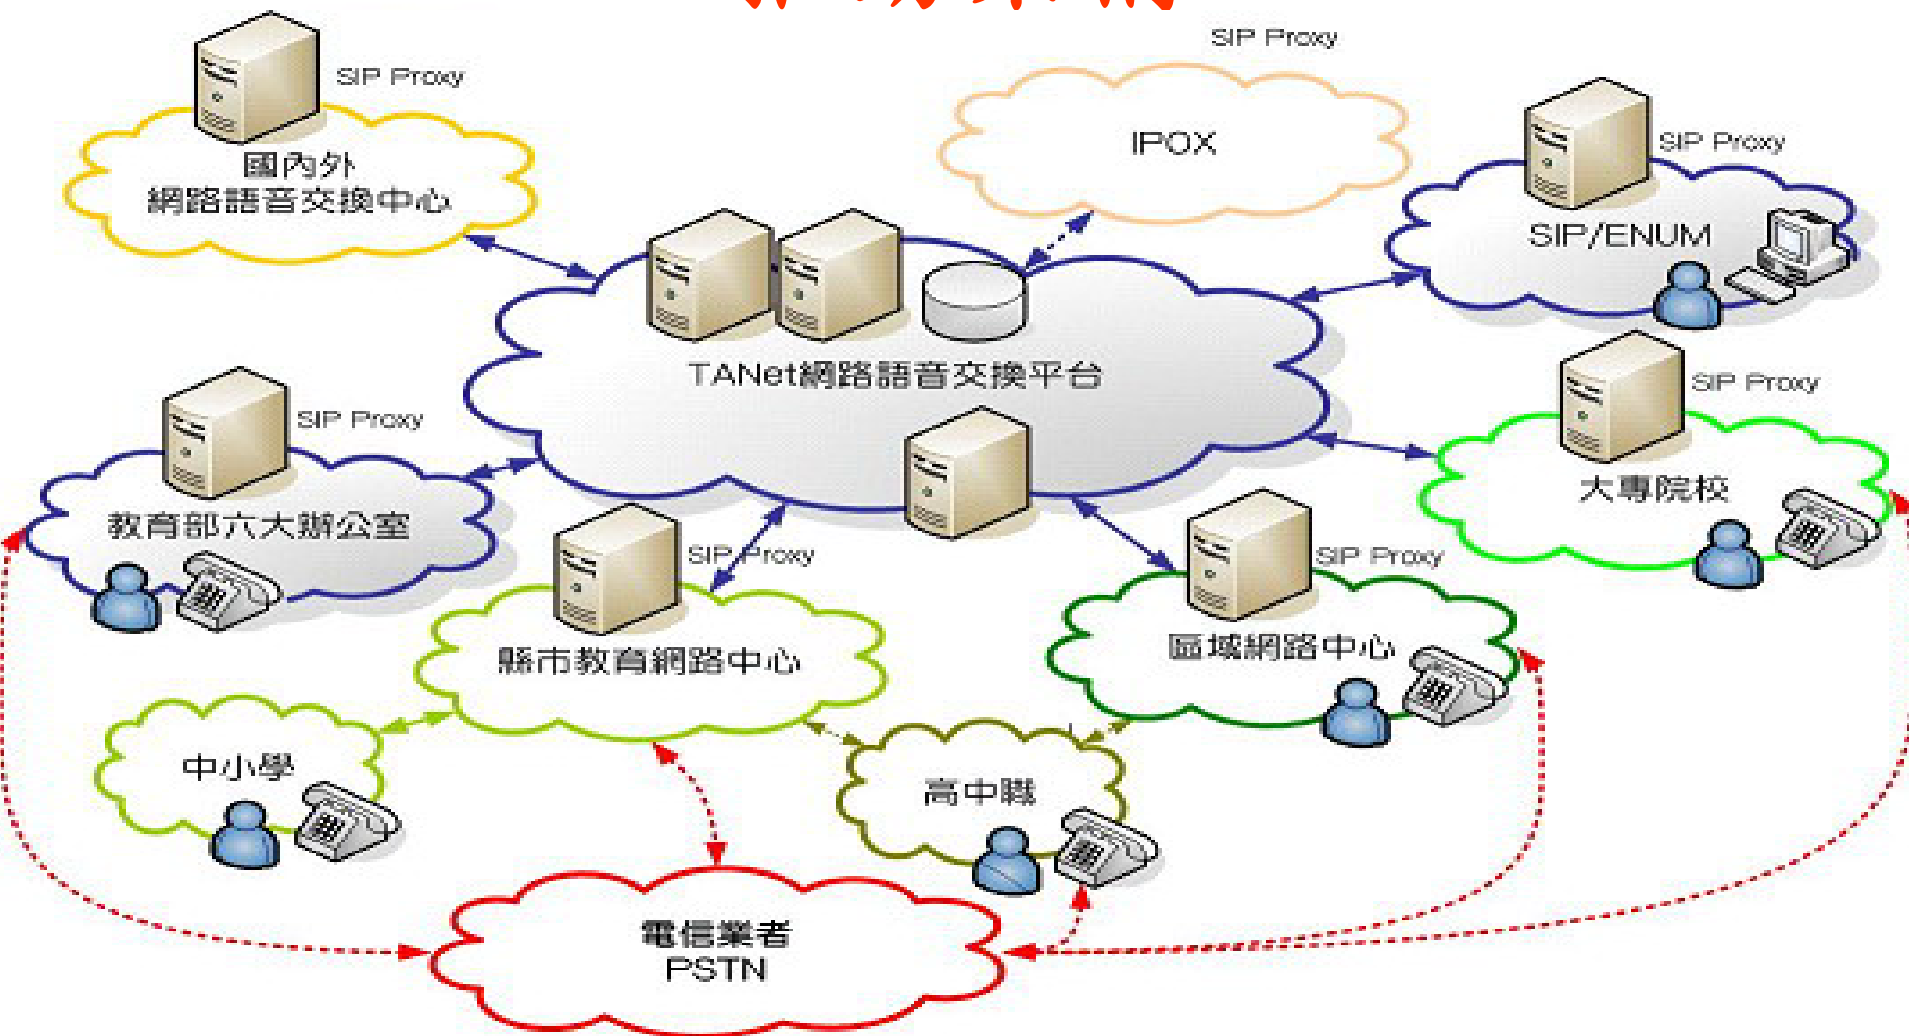 SIP Proxy
SIP Proxy
國內外
網路語音交換中心
IPOX
SIP Proxy
SIP/ENUM
TANet網路語音交換平台
SIP Proxy
SIP Proxy
大專院校
教育部六大辦公室
SIP Proxy
SIP Proxy
縣市教育網路中心
區域網路中心
中小學
高中職
電信業者
PSTN